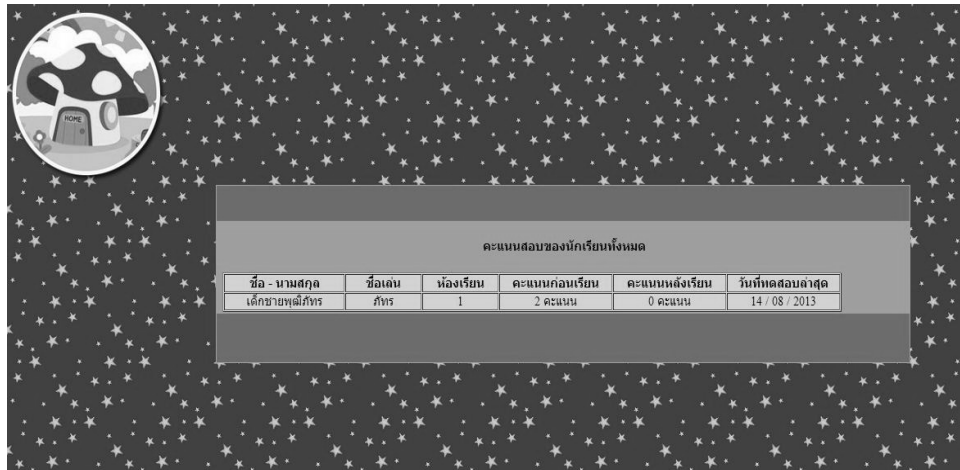 HOME
คะแนนสอบของนักเรียนทั้งหมด
ชื่อ - นามสกุล ชื่อเล่น ห้องเรียน คะแนนก่อนเรียน คะแนนหลังเรียน วันที่ทดสอบล่าสุด
เด็กชายพุฒิภัทร ภัทร 1 2 คะแนน 0 คะแนน 14 / 08 / 2013